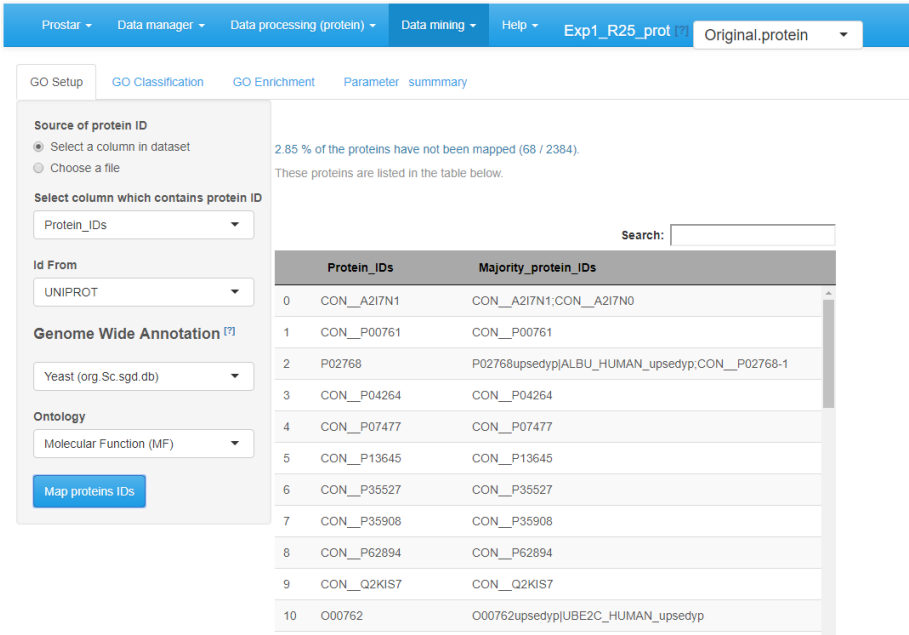 Prostar Data manager Data processing (protein) Data mining Help Exp1_R25_prot [?] Original.protein
GO Setup GO Classification GO Enrichment Parameter summmary
Source of protein ID
Select a column in dataset
Choose a file
Select column which contains protein ID
Protein_IDs
Id From
UNIPROT
Genome Wide Annotation [?]
Yeast (org.Sc.sgd.db)
Ontology
Molecular Function (MF)
Map proteins IDs
2.85 % of the proteins have not been mapped (68 / 2384).
These proteins are listed in the table below.
Search:
Protein_IDs Majority_protein_IDs
0 CON__A2I7N1 CON__A2I7N1;CON__A2I7N0
1 CON__P00761 CON__P00761
2 P02768 P02768upsedyp|ALBU_HUMAN_upsedyp;CON__P02768-1
3 CON__P04264 CON__P04264
4 CON__P07477 CON__P07477
5 CON__P13645 CON__P13645
6 CON__P35527 CON__P35527
7 CON__P35908 CON__P35908
8 CON__P62894 CON__P62894
9 CON__Q2KIS7 CON__Q2KIS7
10 O00762 O00762upsedyp|UBE2C_HUMAN_upsedyp